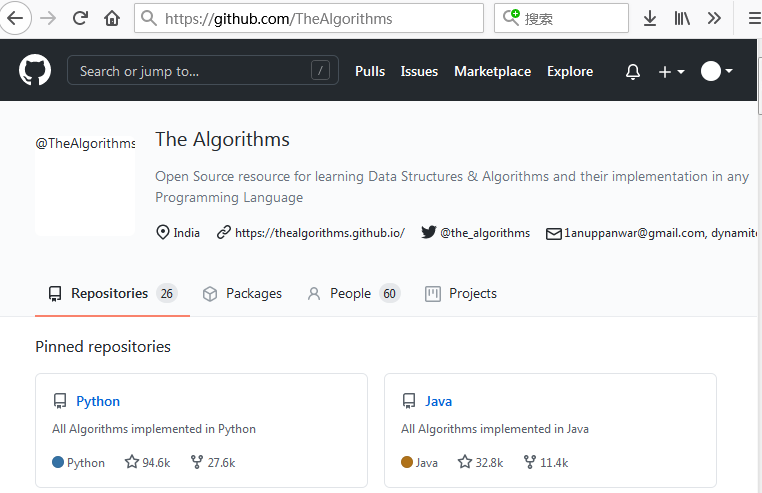 https://github.com/TheAlgorithms
搜索
Search or jump to…
/
Pulls Issues Marketplace Explore
@TheAlgorithms
The Algorithms
Open Source resource for learning Data Structures & Algorithms and their implementation in any
Programming Language
India https://thealgorithms.github.io/ @the_algorithms 1anuppanwar@gmail.com, dynamite
Repositories 26 Packages People 60 Projects
Pinned repositories
Python
All Algorithms implemented in Python
Python 94.6k 27.6k
Java
All Algorithms implemented in Java
Java 32.8k 11.4k